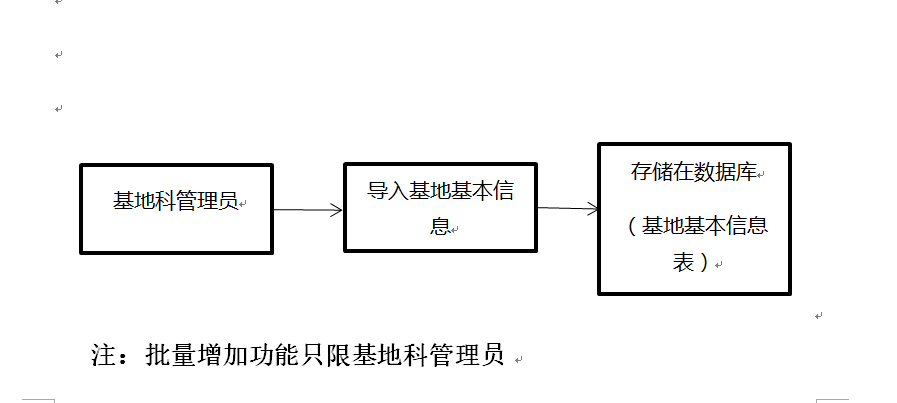 基地科管理员
导入基地基本信
息
存储在数据库
（基地基本信息
表）
注：批量增加功能只限基地科管理员